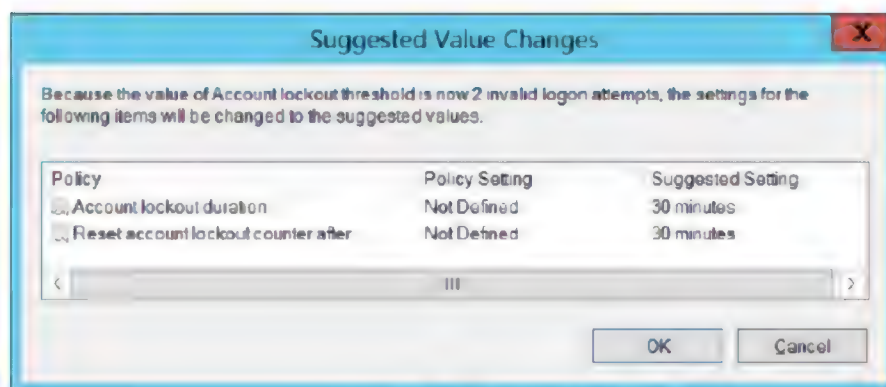 Suggested Value Changes
X
Because the value of Account lockout threshold is now 2 invalid logon attempts, the settings for the
following items will be changed to the suggested values.
Policy Policy Setting Suggested Setting
Account lockout duration Not Defined 30 minutes
Reset account lockout counter after Not Defined 30 minutes
OK Cancel